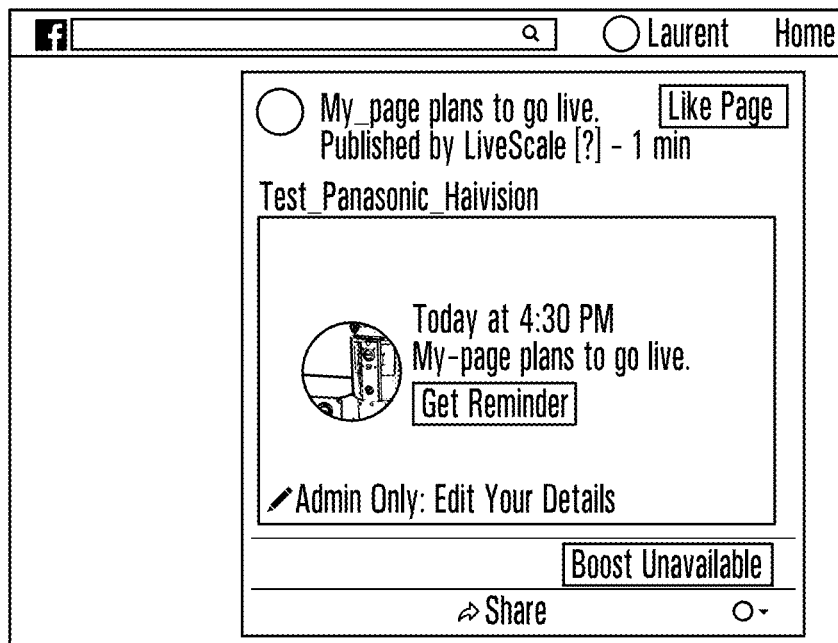 f
Laurent Home
My_page plans to go live. Like Page
Published by LiveScale [?] - 1 min
Test_Panasonic_Haivision
Today at 4:30 PM
My-page plans to go live.
Get Reminder
Admin Only: Edit Your Details
Boost Unavailable
Share